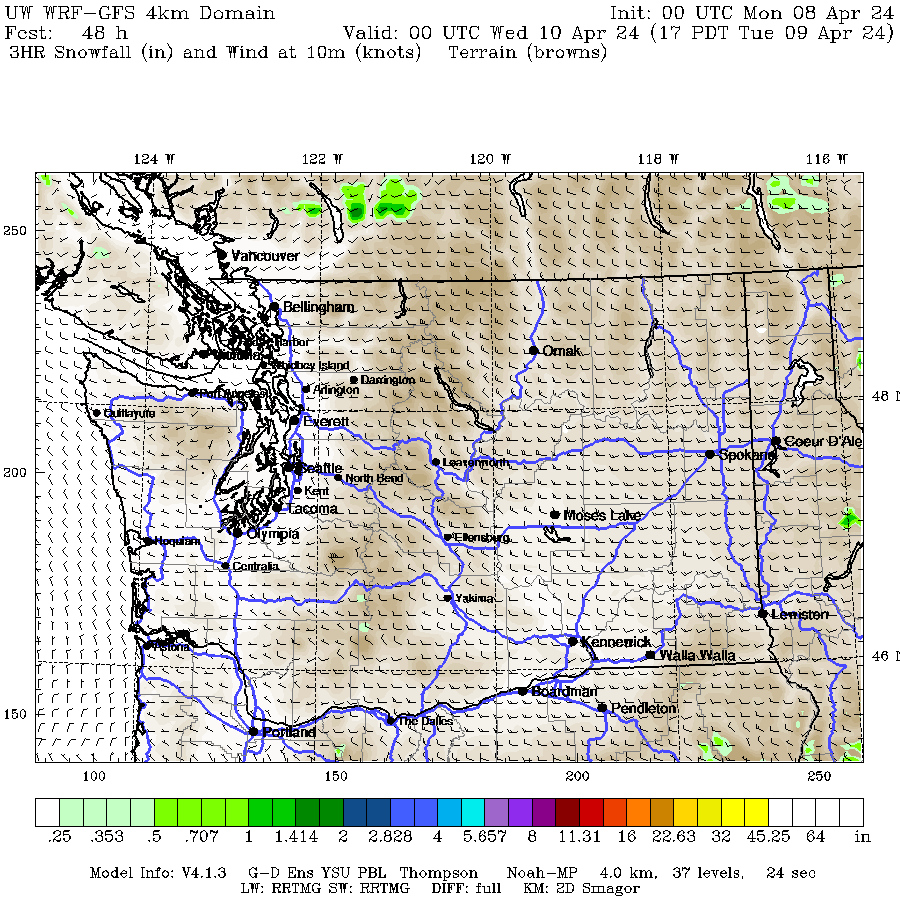 UW WRF-GFS 4km Domain Init: 00 UTC Mon 08 Apr 24
Fcst: 48 h Valid: 00 UTC Wed 10 Apr 24 (17 PDT Tue 09 Apr 24)
3HR Snowfall (in) and Wind at 10m (knots) Terrain (browns)
124 W 122 W 120 W 118 W 116 W
250
Vancouver
Bellingham
Harbor
Omak
Whidbey Island
Darrington
Arlington
Port Angeles
48 N
Quillayute
Everett
Coeur D'Ale
Spokane
Leavenworth
200
Seattle
North Bend
Kent
Tacoma
Moses Lake
Olympia
Ellensburg
Hoquiam
Centralia
Yakima
Lewiston
Kennewick
Astoria
Walla Walla
46 N
Boardman
Pendleton
150
The Dalles
Portland
100 150 200 250
.25 .353 .5 .707 1 1.414 2 2.828 4 5.657 8 11.31 16 22.63 32 45.25 64 in
Model Info: V4.1.3 G-D Ens YSU PBL Thompson Noah-MP 4.0 km, 37 levels, 24 sec
LW: RRTMG SW: RRTMG DIFF: full KM: 2D Smagor